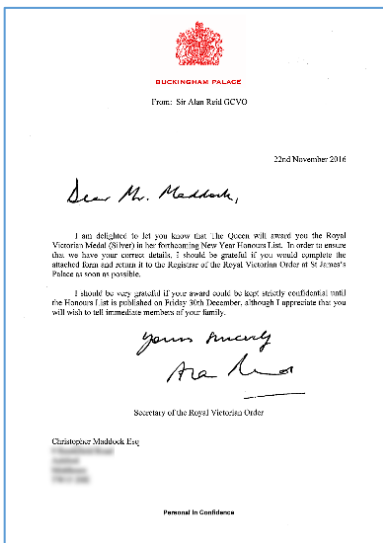 BUCKINGHAM PALACE
From: Sir Alan Reid GCVO
22nd November 2016
Dear Mr. Maddock,
I am delighted to let you know that The Queen will award you the Royal
Victorian Medal (Silver) in her forthcoming New Year Honours List. In order to ensure
that we have your correct details, I should be grateful if you would complete the
attached form and return it to the Registrar of the Royal Victorian Order at St James's
Palace as soon as possible.
I should be very grateful if your award could be kept strictly confidential until
the Honours List is published on Friday 30th December, although I appreciate that you
will wish to tell immediate members of your family.
Yours sincerely
Secretary of the Royal Victorian Order
Christopher Maddock Esq
Personal In Confidence